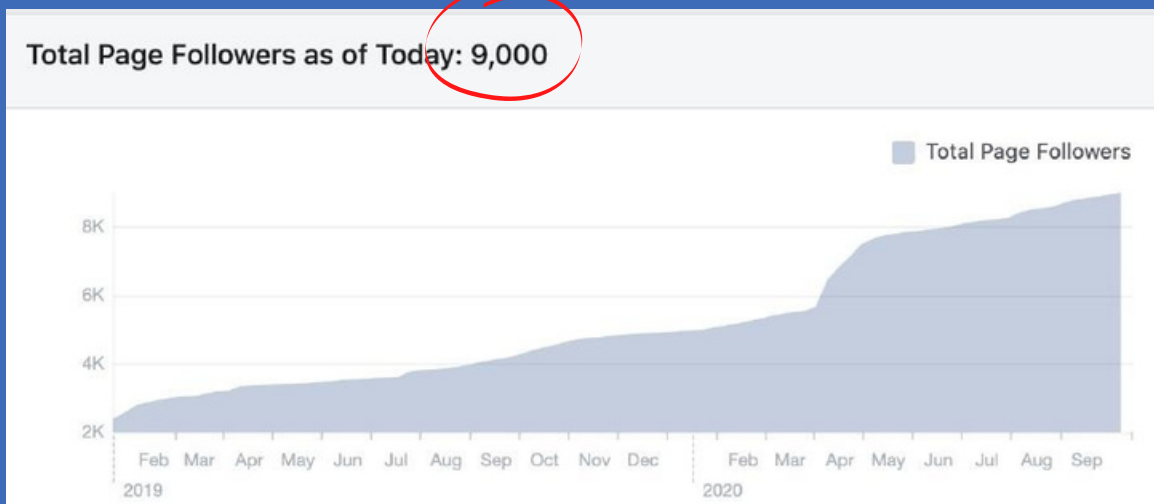 Total Page Followers as of Today: 9,000
Total Page Followers
8K
6K
4K
2K
Feb Mar Apr May Jun Jul Aug Sep Oct Nov Dec Feb Mar Apr May Jun Jul Aug Sep
2019 2020